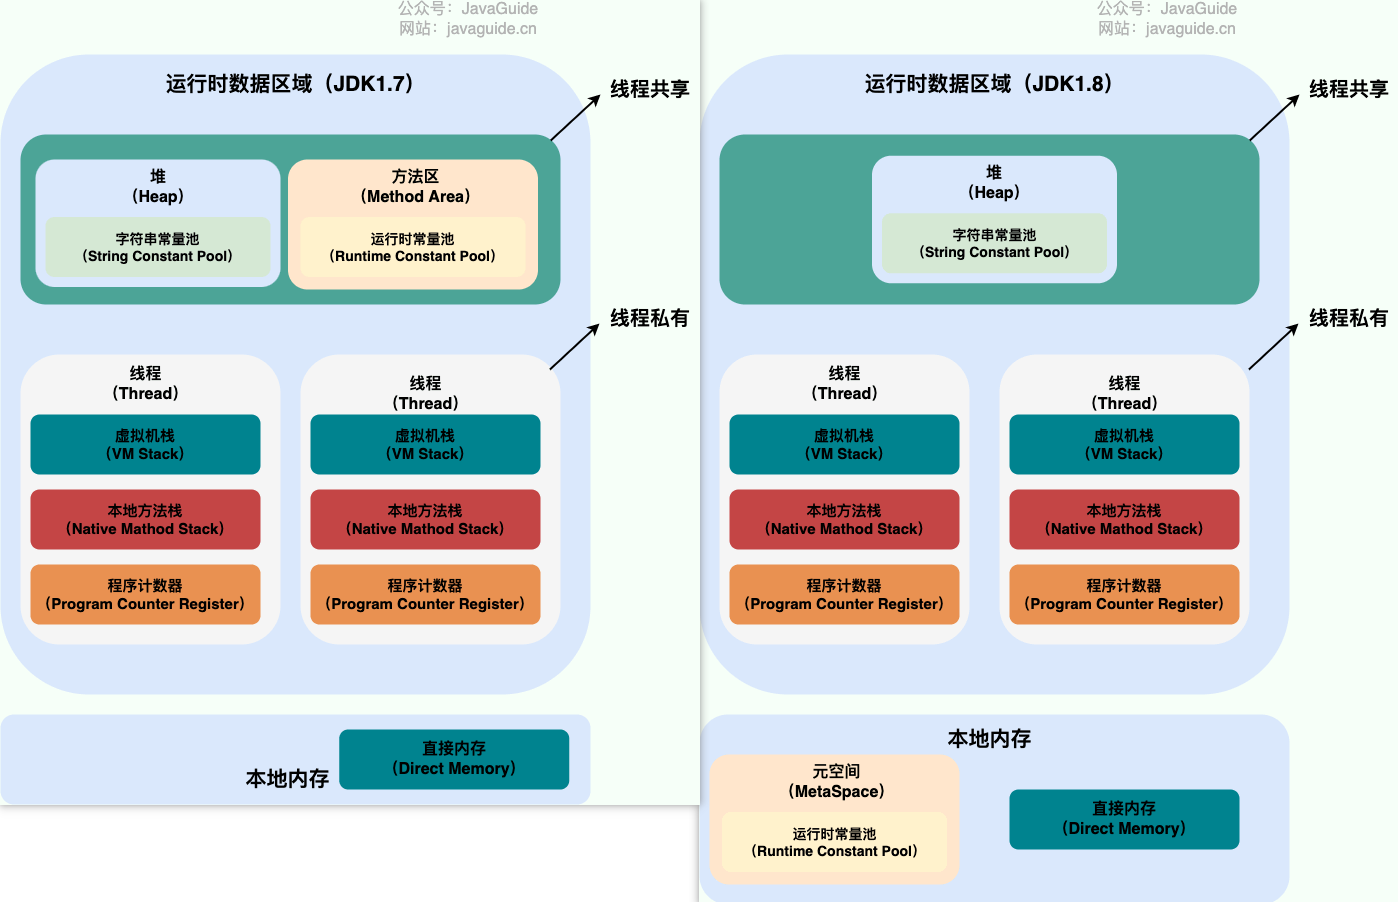 公众号：JavaGuide
网站：javaguide.cn
运行时数据区域（JDK1.7）
线程共享
堆
（Heap）
字符串常量池
（String Constant Pool）
方法区
（Method Area）
运行时常量池
（Runtime Constant Pool）
线程私有
线程
（Thread）
虚拟机栈
（VM Stack）
本地方法栈
（Native Mathod Stack）
程序计数器
（Program Counter Register）
线程
（Thread）
虚拟机栈
（VM Stack）
本地方法栈
（Native Mathod Stack）
程序计数器
（Program Counter Register）
本地内存
直接内存
（Direct Memory）
公众号：JavaGuide
网站：javaguide.cn
运行时数据区域（JDK1.8）
线程共享
堆
（Heap）
字符串常量池
（String Constant Pool）
线程私有
线程
（Thread）
虚拟机栈
（VM Stack）
本地方法栈
（Native Mathod Stack）
程序计数器
（Program Counter Register）
线程
（Thread）
虚拟机栈
（VM Stack）
本地方法栈
（Native Mathod Stack）
程序计数器
（Program Counter Register）
本地内存
元空间
（MetaSpace）
运行时常量池
（Runtime Constant Pool）
直接内存
（Direct Memory）